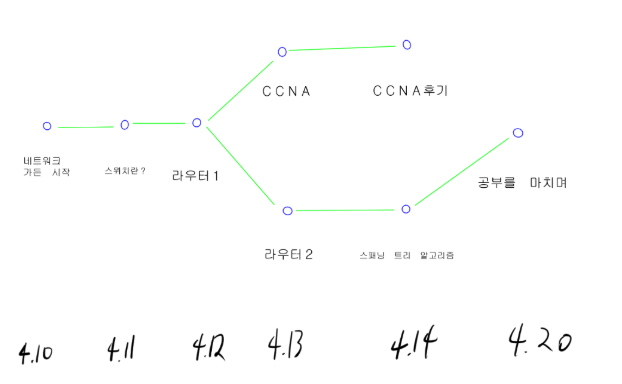 CCNA
CCNA후기
네트워크
가든 시작
스위치란?
라우터1
공부를 마치며
라우터2
스패닝 트리 알고리즘
4.10
4.11
4.12
4.13
4.14
4.20